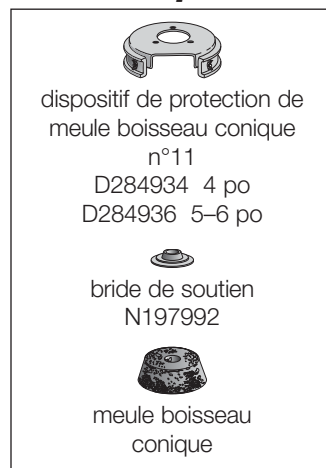 dispositif de protection de
meule boisseau conique
n°11
D284934 4 po
D284936 5–6 po
bride de soutien
N197992
meule boisseau
conique